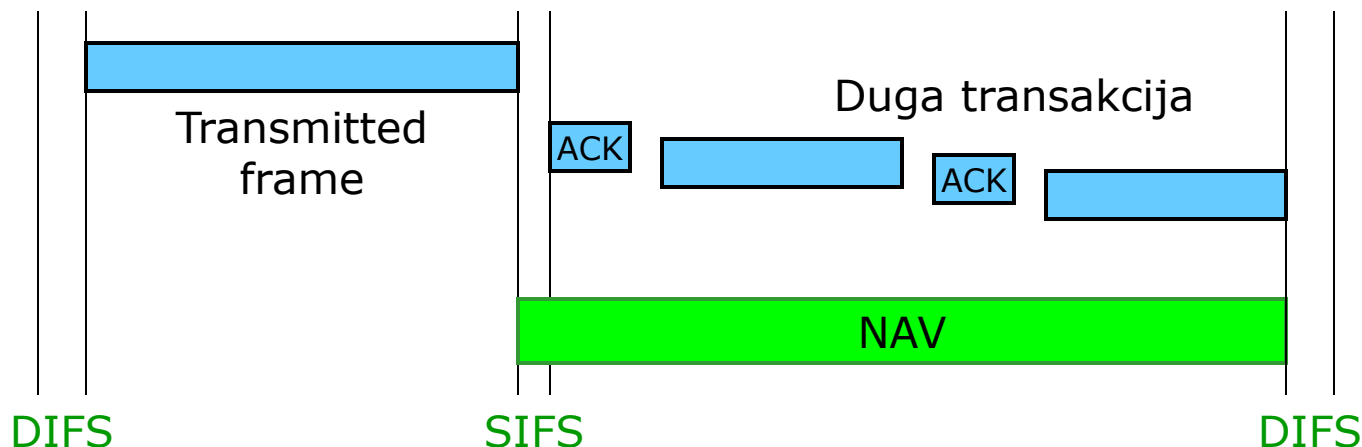 Transmitted
frame
Duga transakcija
ACK
ACK
NAV
DIFS
SIFS
DIFS